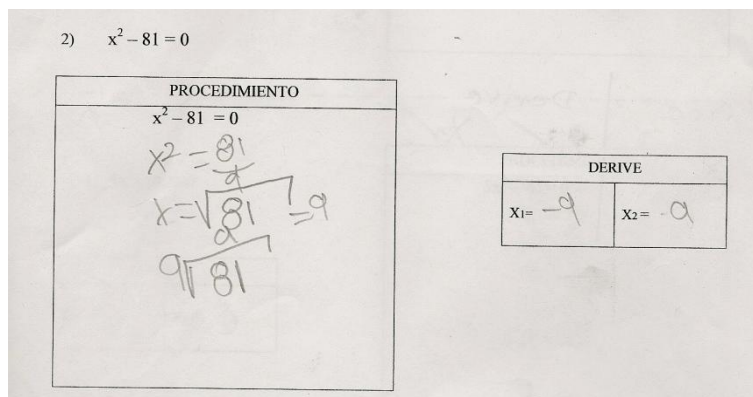 2) x² – 81 = 0
PROCEDIMIENTO
x² – 81 = 0
x² = 81
x = √81 = 9
9√81
DERIVE
X1= -9
X2= 9